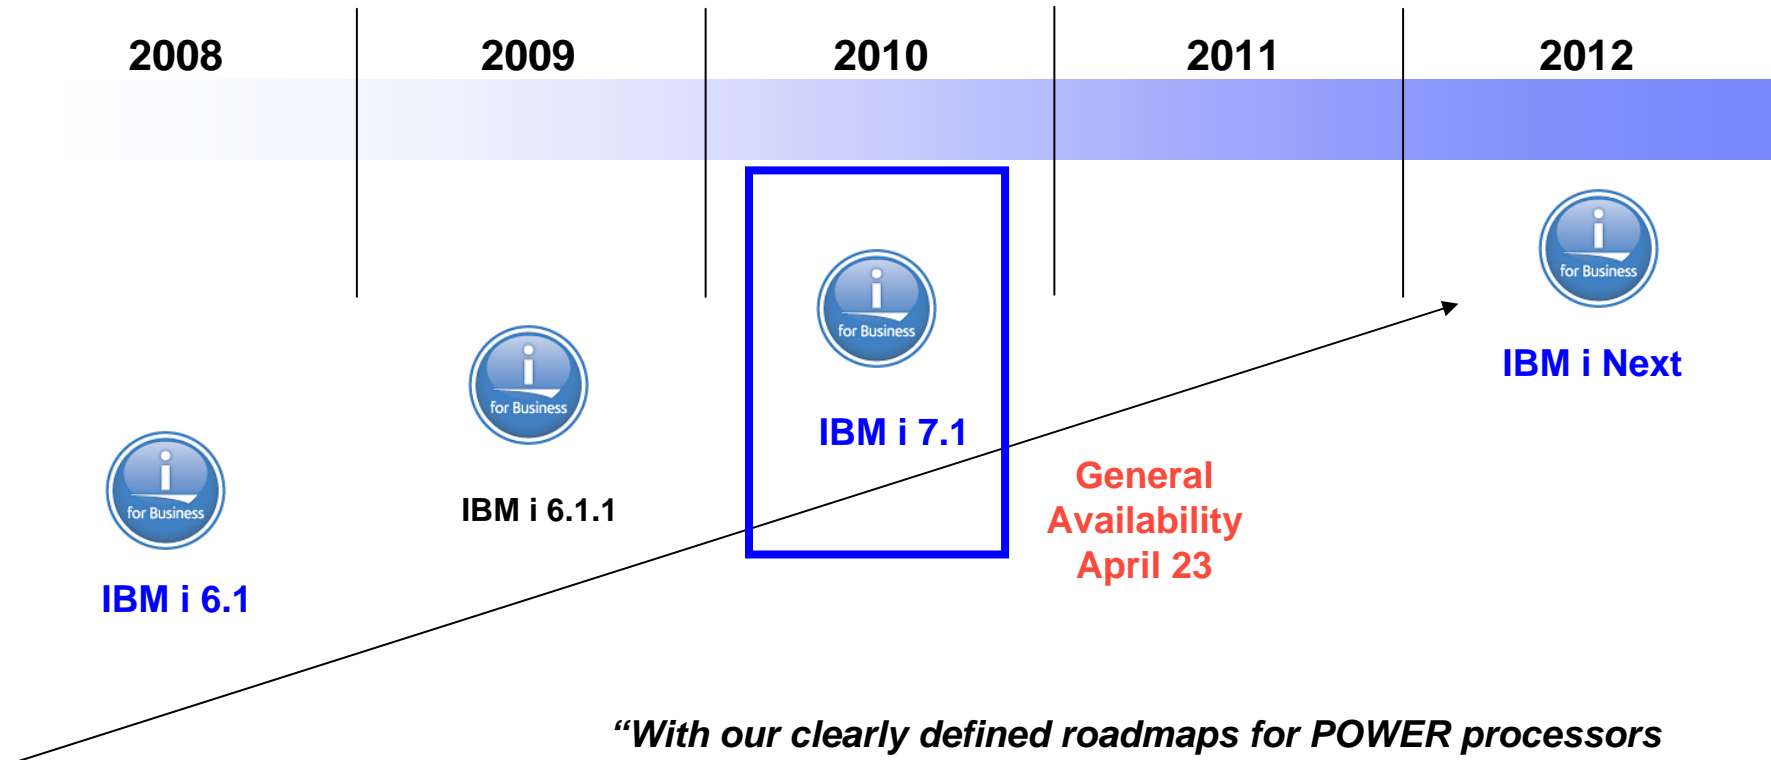 2008 2009 2010 2011 2012
i
for Business
IBM i 6.1
i
for Business
IBM i 6.1.1
i
for Business
IBM i 7.1
General
Availability
April 23
i
for Business
IBM i Next
“With our clearly defined roadmaps for POWER processors